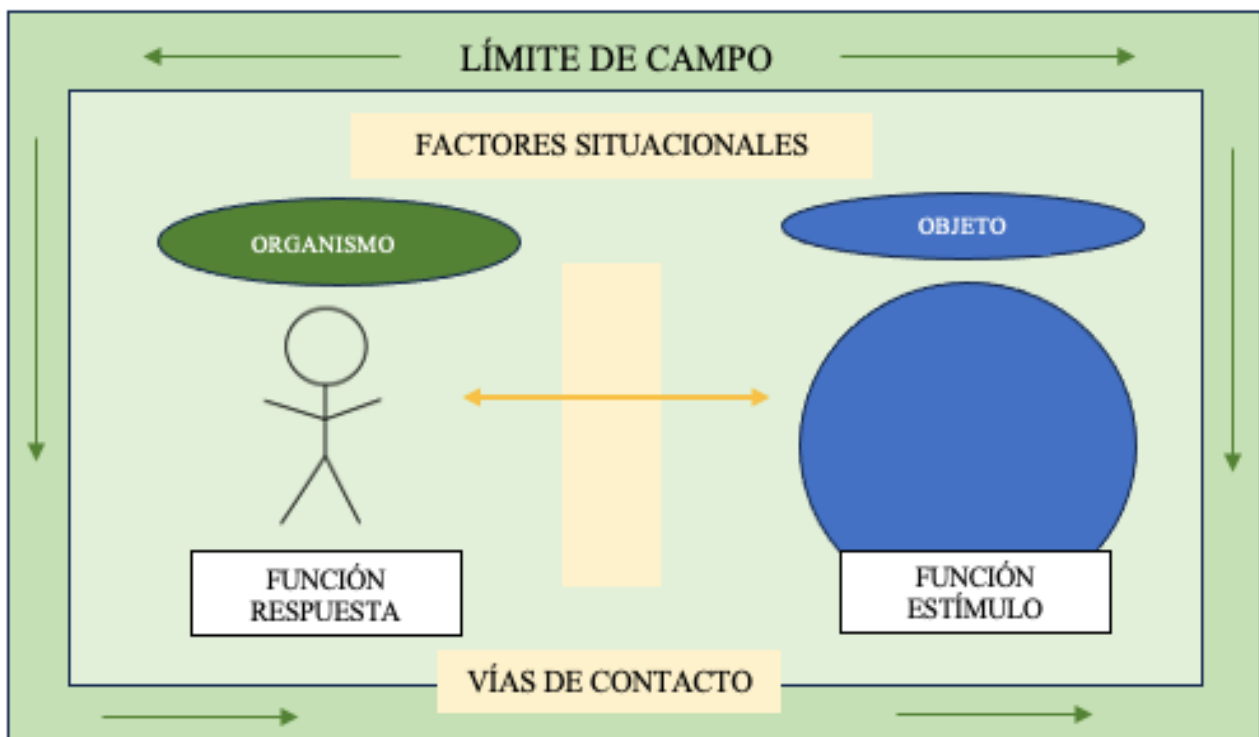 LÍMITE DE CAMPO
FACTORES SITUACIONALES
ORGANISMO
OBJETO
FUNCIÓN
RESPUESTA
FUNCIÓN
ESTÍMULO
VÍAS DE CONTACTO